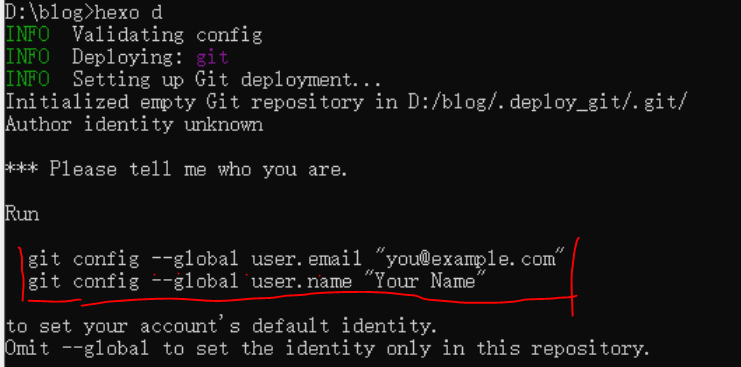 D:\blog>hexo d
INFO  Validating config
INFO  Deploying: git
INFO  Setting up Git deployment...
Initialized empty Git repository in D:/blog/.deploy_git/.git/
Author identity unknown
*** Please tell me who you are.
Run
git config --global user.email "you@example.com"
git config --global user.name "Your Name"
to set your account's default identity.
Omit --global to set the identity only in this repository.